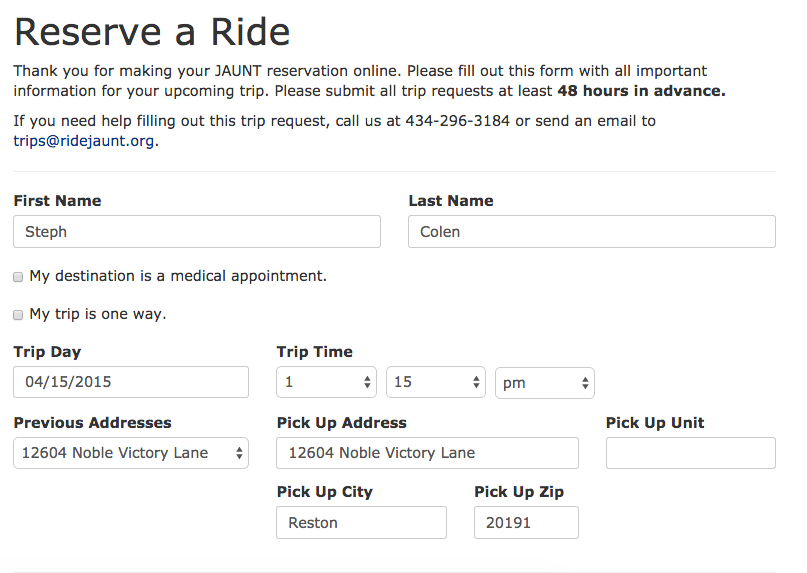 Reserve a Ride
Thank you for making your JAUNT reservation online. Please fill out this form with all important
information for your upcoming trip. Please submit all trip requests at least 48 hours in advance.
If you need help filling out this trip request, call us at 434-296-3184 or send an email to
trips@ridejaunt.org.
First Name Last Name
Steph Colen
My destination is a medical appointment.
My trip is one way.
Trip Day Trip Time
04/15/2015 1 15 pm
Previous Addresses Pick Up Address Pick Up Unit
12604 Noble Victory Lane 12604 Noble Victory Lane
Pick Up City Pick Up Zip
Reston 20191